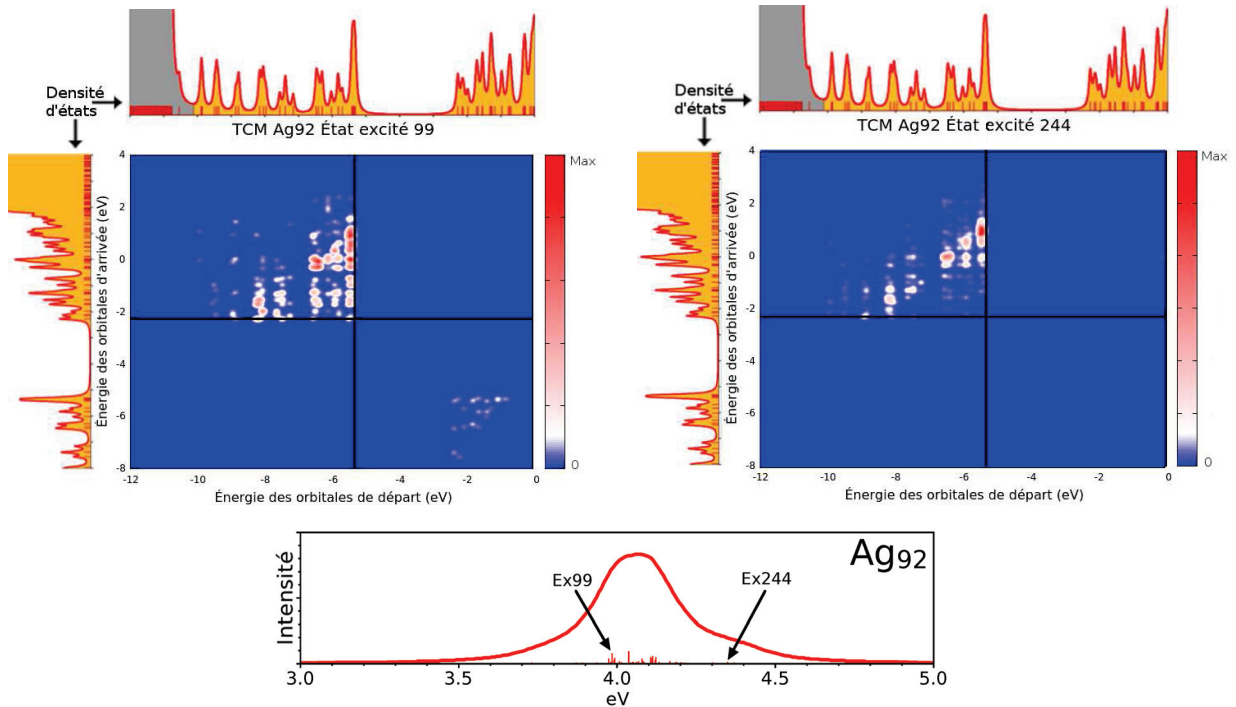 Densité
d'états
TCM Ag92 État excité 99
Énergie des orbitales d'arrivée (eV)
4
2
0
-2
-4
-6
-8
-12
-10
-8
-6
-4
-2
0
Énergie des orbitales de départ (eV)
Max
0
Densité
d'états
TCM Ag92 État excité 244
Énergie des orbitales d'arrivée (eV)
4
2
0
-2
-4
-6
-8
-12
-10
-8
-6
-4
-2
0
Énergie des orbitales de départ (eV)
Max
0
Intensité
Ag92
Ex99
Ex244
3.0
3.5
4.0
4.5
5.0
eV